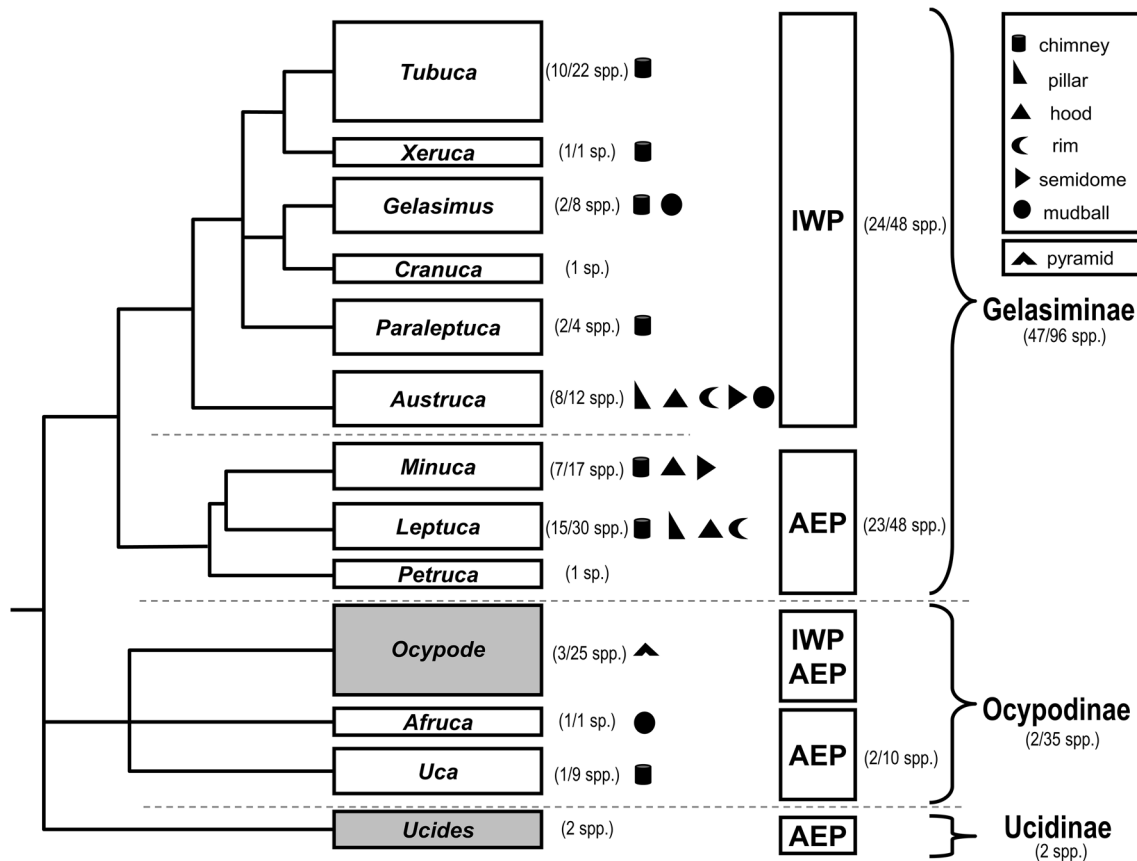 Tubuca (10/22 spp.)
Xeruca (1/1 sp.)
Gelasimus (2/8 spp.)
Cranuca (1 sp.)
Paraleptuca (2/4 spp.)
Austruca (8/12 spp.)
Minuca (7/17 spp.)
Leptuca (15/30 spp.)
Petruca (1 sp.)
Ocypode (3/25 spp.)
Afruca (1/1 sp.)
Uca (1/9 spp.)
Ucides (2 spp.)
IWP (24/48 spp.)
AEP (23/48 spp.)
IWP
AEP
AEP (2/10 spp.)
AEP
Gelasiminae
(47/96 spp.)
Ocypodinae
(2/35 spp.)
Ucidinae
(2 spp.)
chimney
pillar
hood
rim
semidome
mudball
pyramid